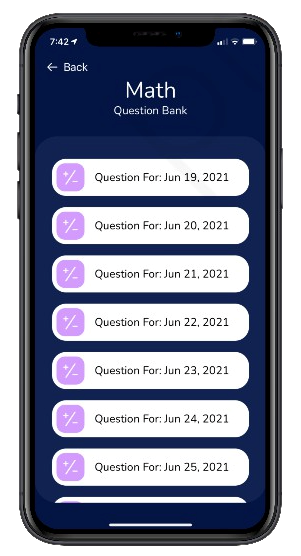 7:42
← Back
Math
Question Bank
Question For: Jun 19, 2021
Question For: Jun 20, 2021
Question For: Jun 21, 2021
Question For: Jun 22, 2021
Question For: Jun 23, 2021
Question For: Jun 24, 2021
Question For: Jun 25, 2021